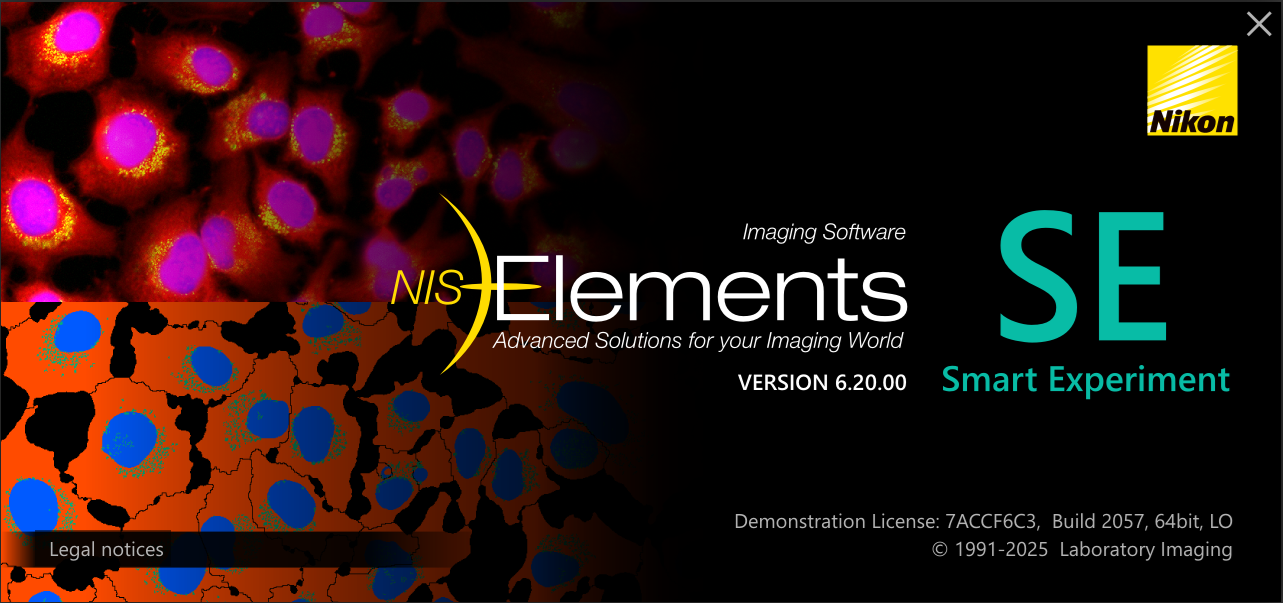 Nikon
Imaging Software
NIS Elements
Advanced Solutions for your Imaging World
VERSION 6.20.00
SE
Smart Experiment
Demonstration License: 7ACCF6C3,  Build 2057, 64bit, LO
© 1991-2025  Laboratory Imaging
Legal notices